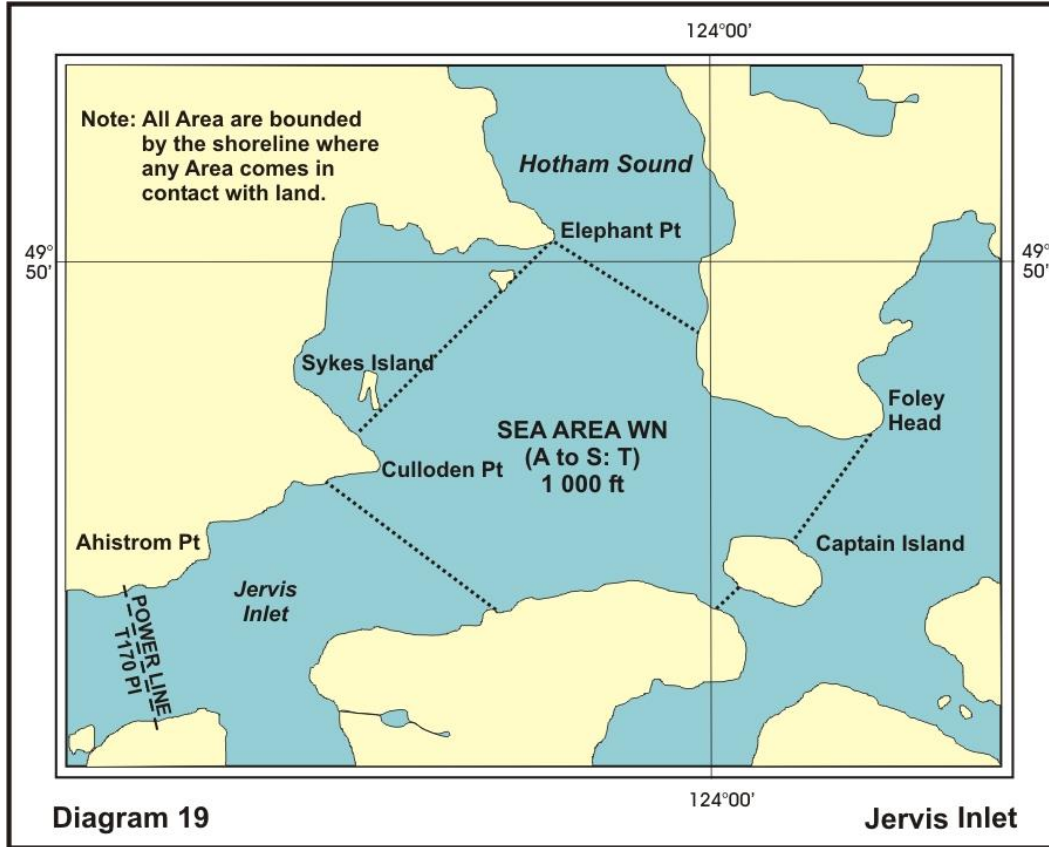 124°00'
Note: All Area are bounded
by the shoreline where
any Area comes in
contact with land.
Hotham Sound
Elephant Pt
49°
50'
49°
50'
Sykes Island
Foley
Head
SEA AREA WN
(A to S: T)
1 000 ft
Culloden Pt
Ahistrom Pt
Captain Island
Jervis
Inlet
POWER LINE
T170 PI
124°00'
Diagram 19
Jervis Inlet